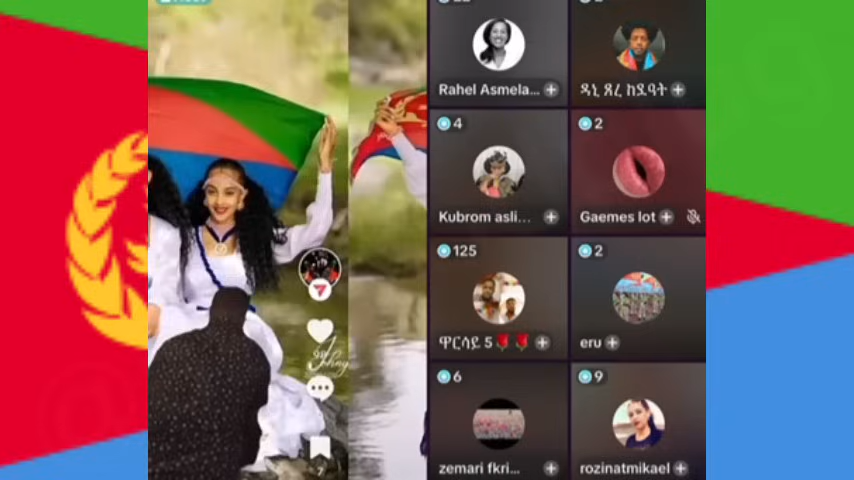 Rahel Asmela...
ዳኒ ጸረ ከዳዓት
4
2
Kubrom asli...
Gaemes lot
125
2
ዋርሳይ 5🌹🌹
eru
6
9
zemari fkri...
rozinatmikael